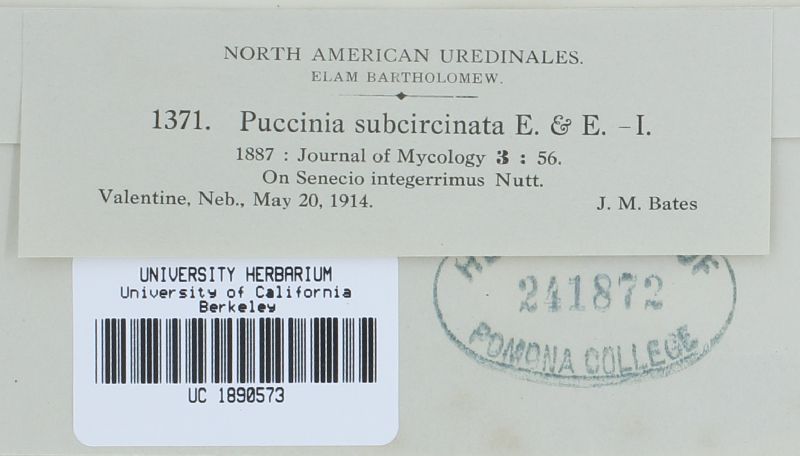 NORTH AMERICAN UREDINALES.
ELAM BARTHOLOMEW.
1371. Puccinia subcircinata E. & E. – I.
1887 : Journal of Mycology 3 : 56.
On Senecio integerrimus Nutt.
Valentine, Neb., May 20, 1914. J. M. Bates
UNIVERSITY HERBARIUM
University of California
Berkeley
UC 1890573
241872
POMONA COLLEGE